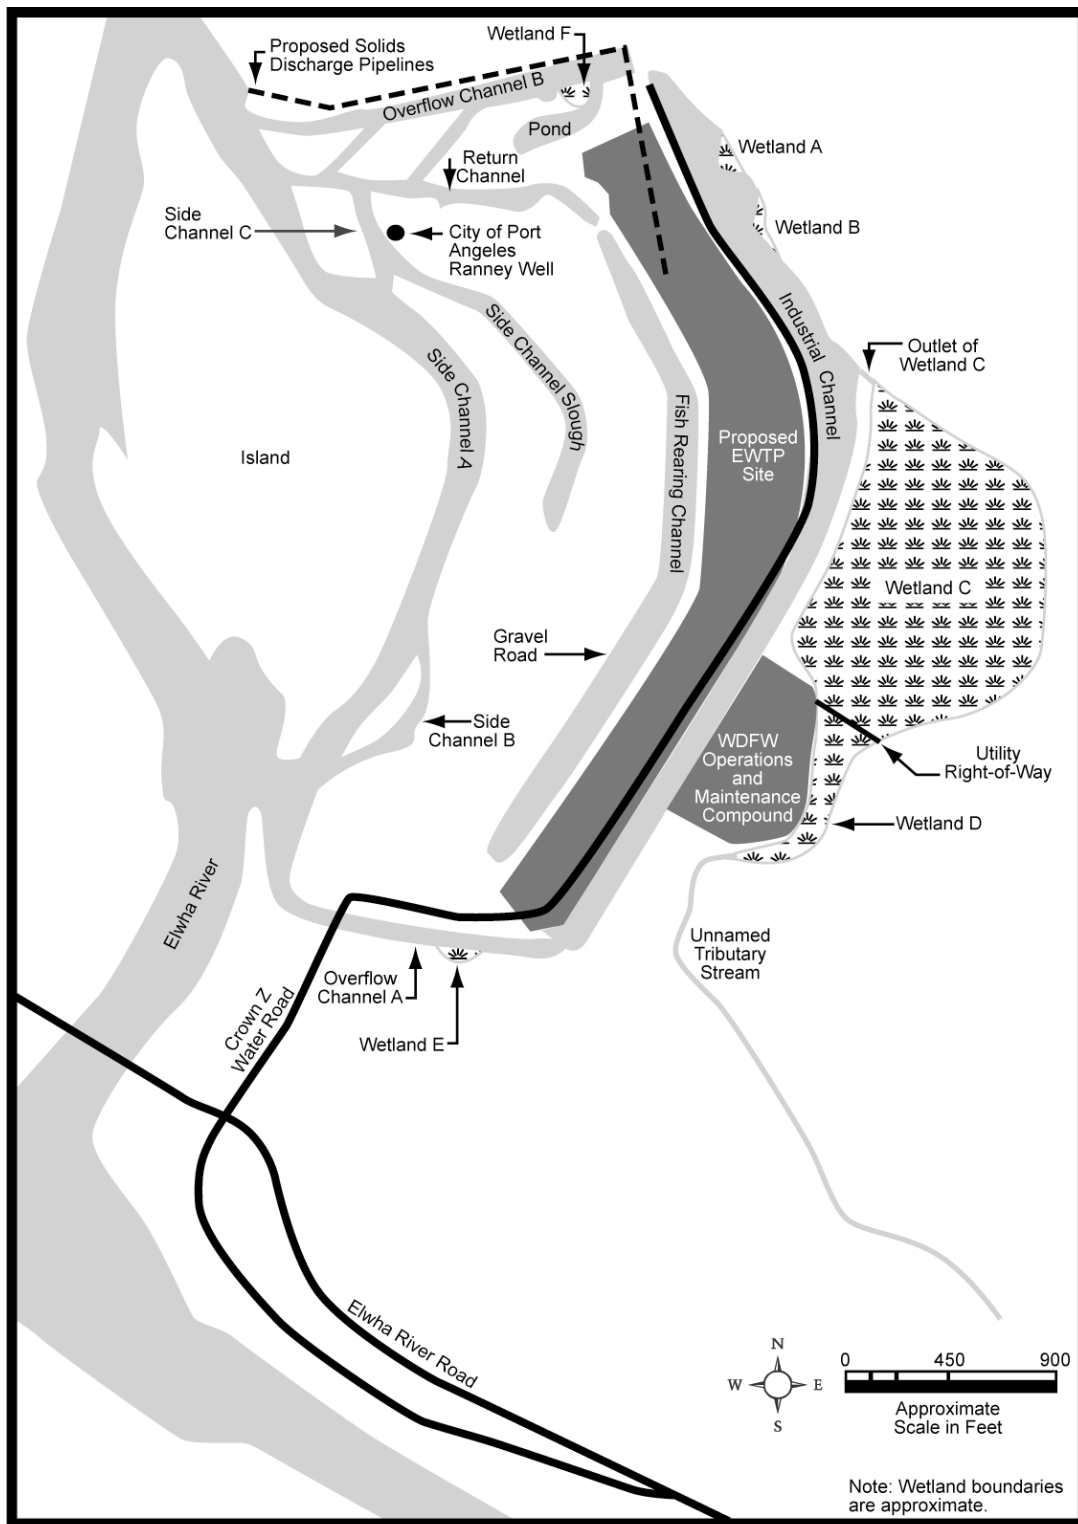 Wetland F
Proposed Solids
Discharge Pipelines
Overflow Channel B
Pond
Wetland A
Return
Channel
Side
Channel C
City of Port
Angeles
Ranney Well
Wetland B
Industrial Channel
Side Channel Slough
Side Channel A
Outlet of
Wetland C
Fish Rearing Channel
Proposed
EWTP
Site
Island
Wetland C
Gravel
Road
Side
Channel B
WDFW
Operations
and
Maintenance
Compound
Utility
Right-of-Way
Wetland D
Elwha River
Unnamed
Tributary
Stream
Overflow
Channel A
Crown Z
Water Road
Wetland E
Elwha River Road
N
W
E
S
0 450 900
Approximate
Scale in Feet
Note: Wetland boundaries
are approximate.